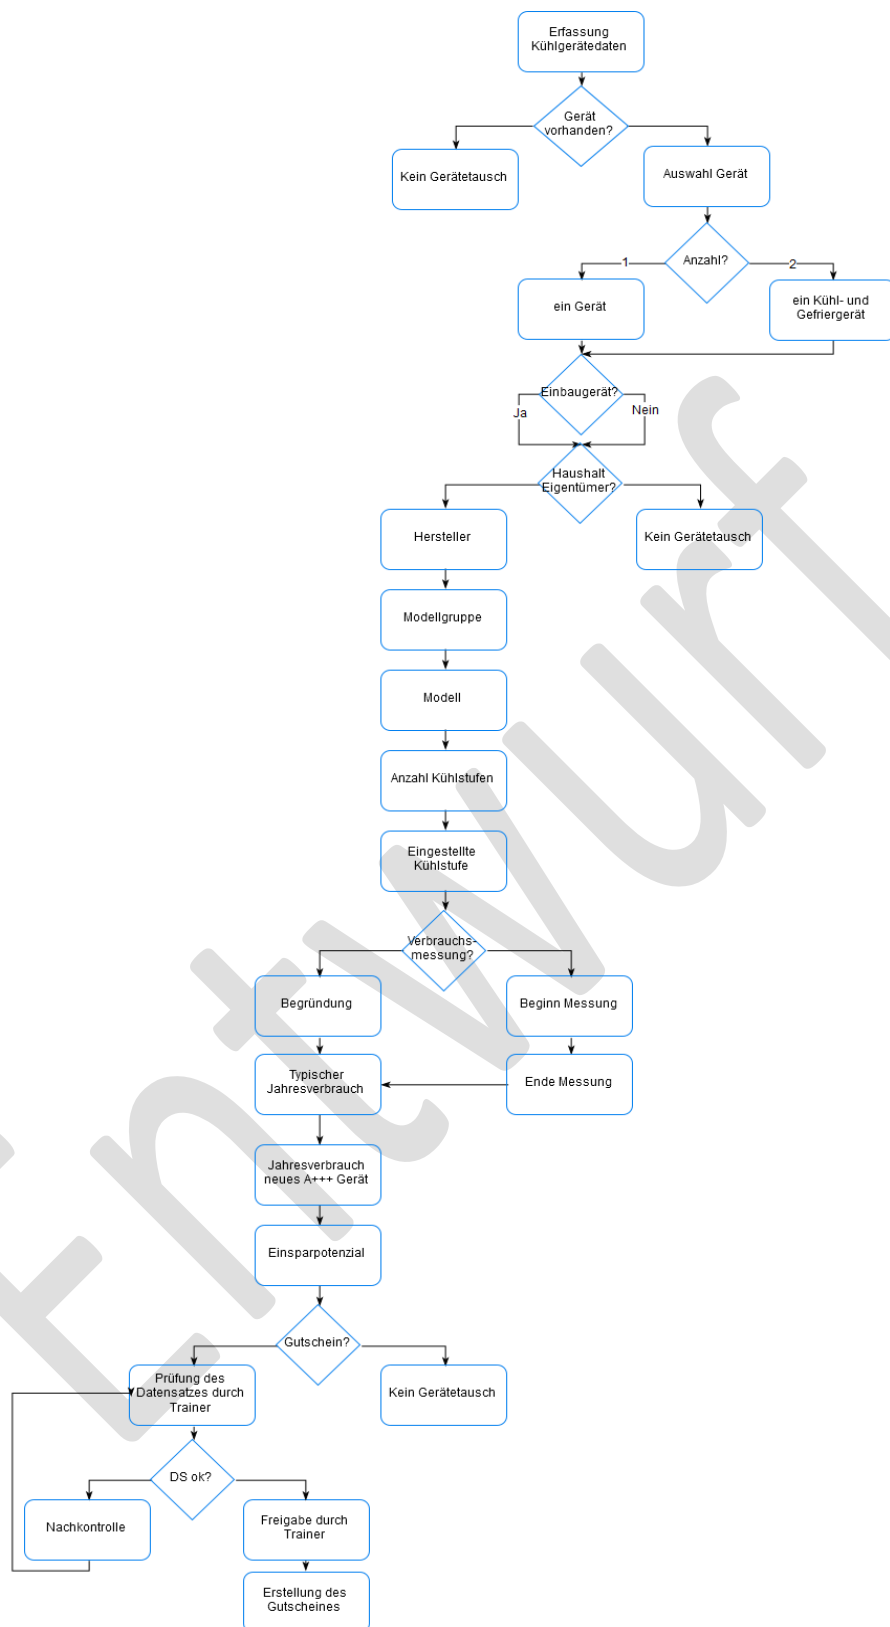 Erfassung
Kühlgerätedaten
Gerät
vorhanden?
Kein Gerätetausch
Auswahl Gerät
Anzahl?
1
2
ein Gerät
ein Kühl- und
Gefriergerät
Einbaugerät?
Ja
Nein
Haushalt
Eigentümer?
Hersteller
Kein Gerätetausch
Modellgruppe
Modell
Anzahl Kühlstufen
Eingestellte
Kühlstufe
Verbrauchs-
messung?
Begründung
Beginn Messung
Typischer
Jahresverbrauch
Ende Messung
Jahresverbrauch
neues A+++ Gerät
Einsparpotenzial
Gutschein?
Prüfung des
Datensatzes durch
Trainer
Kein Gerätetausch
DS ok?
Nachkontrolle
Freigabe durch
Trainer
Erstellung des
Gutscheines
Entwurf